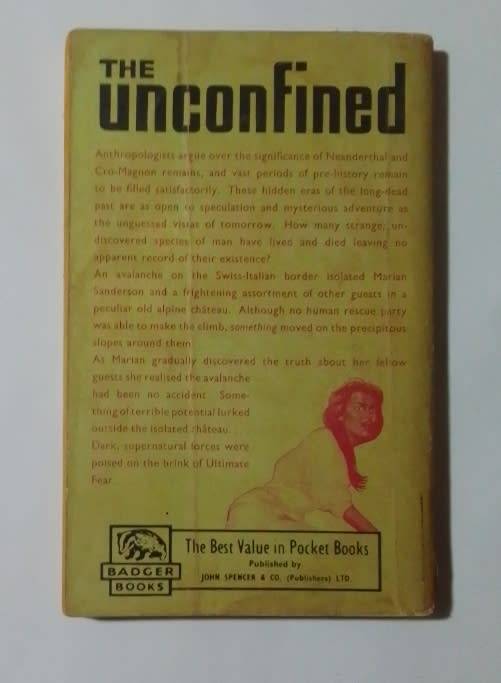 THE
unconfined
Anthropologists argue over the significance of Neanderthal and
Cro-Magnon remains, and vast periods of pre-history remain
to be filled satisfactorily. These hidden eras of the long-dead
past are as open to speculation and mysterious adventure as
the unguessed vistas of tomorrow. How many strange, un-
discovered species of man have lived and died leaving no
apparent record of their existence?
An avalanche on the Swiss-Italian border isolated Marian
Sanderson and a frightening assortment of other guests in a
peculiar old alpine château. Although no human rescue party
was able to make the climb, something moved on the precipitous
slopes around them
As Marian gradually discovered the truth about her fellow
guests she realised the avalanche
had been no accident. Some-
thing of terrible potential lurked
outside the isolated château.
Dark, supernatural forces were
poised on the brink of Ultimate
Fear
BADGER
BOOKS
The Best Value in Pocket Books
Published by
JOHN SPENCER & CO. (Publishers) LTD.